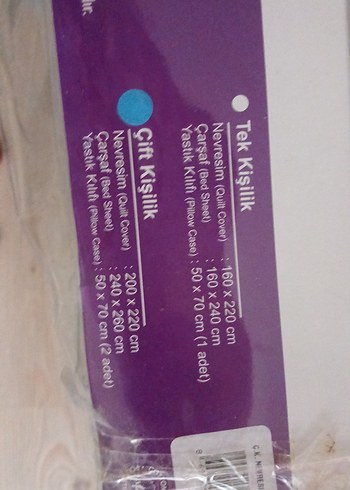 lır.
Tek Kişilik
Nevresim (Quilt Cover) : 160 x 220 cm
Çarşaf (Bed Sheet) : 160 x 240 cm
Yastık Kılıfı (Pillow Case) : 50 x 70 cm (1 adet)
Çift Kişilik
Nevresim (Quilt Cover) : 200 x 220 cm
Çarşaf (Bed Sheet) : 240 x 260 cm
Yastık Kılıfı (Pillow Case) : 50 x 70 cm (2 adet)